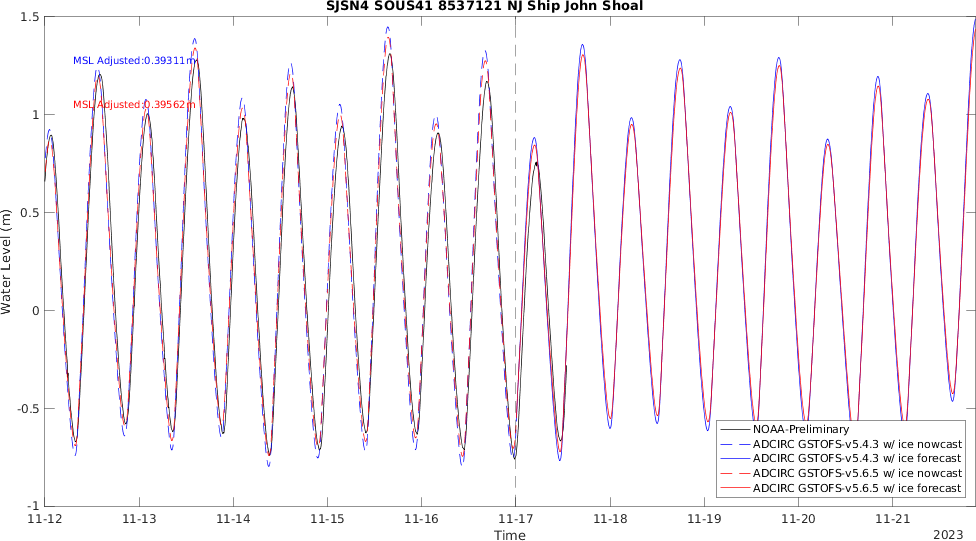 SJSN4 SOUS41 8537121 NJ Ship John Shoal
1.5
MSL Adjusted:0.39311m
MSL Adjusted:0.39562m
1
0.5
0
-0.5
-1
Water Level (m)
NOAA-Preliminary
ADCIRC GSTOFS-v5.4.3 w/ ice nowcast
ADCIRC GSTOFS-v5.4.3 w/ ice forecast
ADCIRC GSTOFS-v5.6.5 w/ ice nowcast
ADCIRC GSTOFS-v5.6.5 w/ ice forecast
11-12 11-13 11-14 11-15 11-16 11-17 11-18 11-19 11-20 11-21
Time
2023